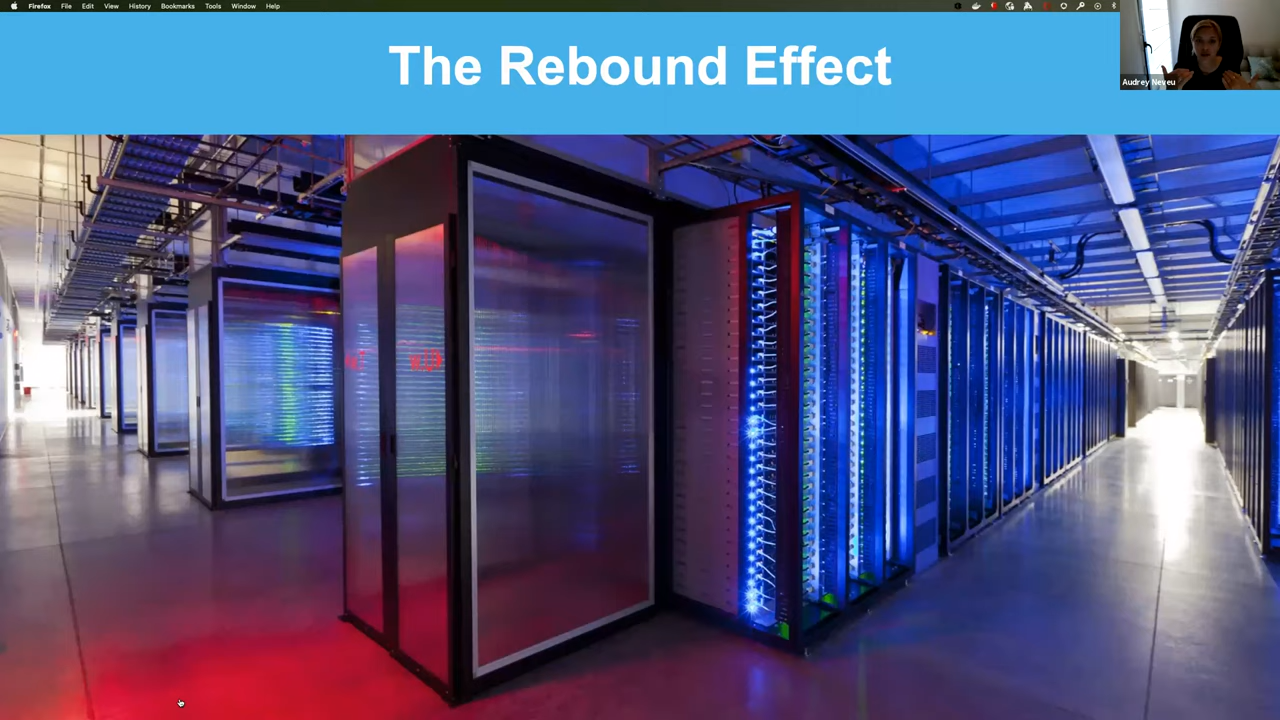 Firefox File Edit View History Bookmarks Tools Window Help
The Rebound Effect
Audrey Neveu